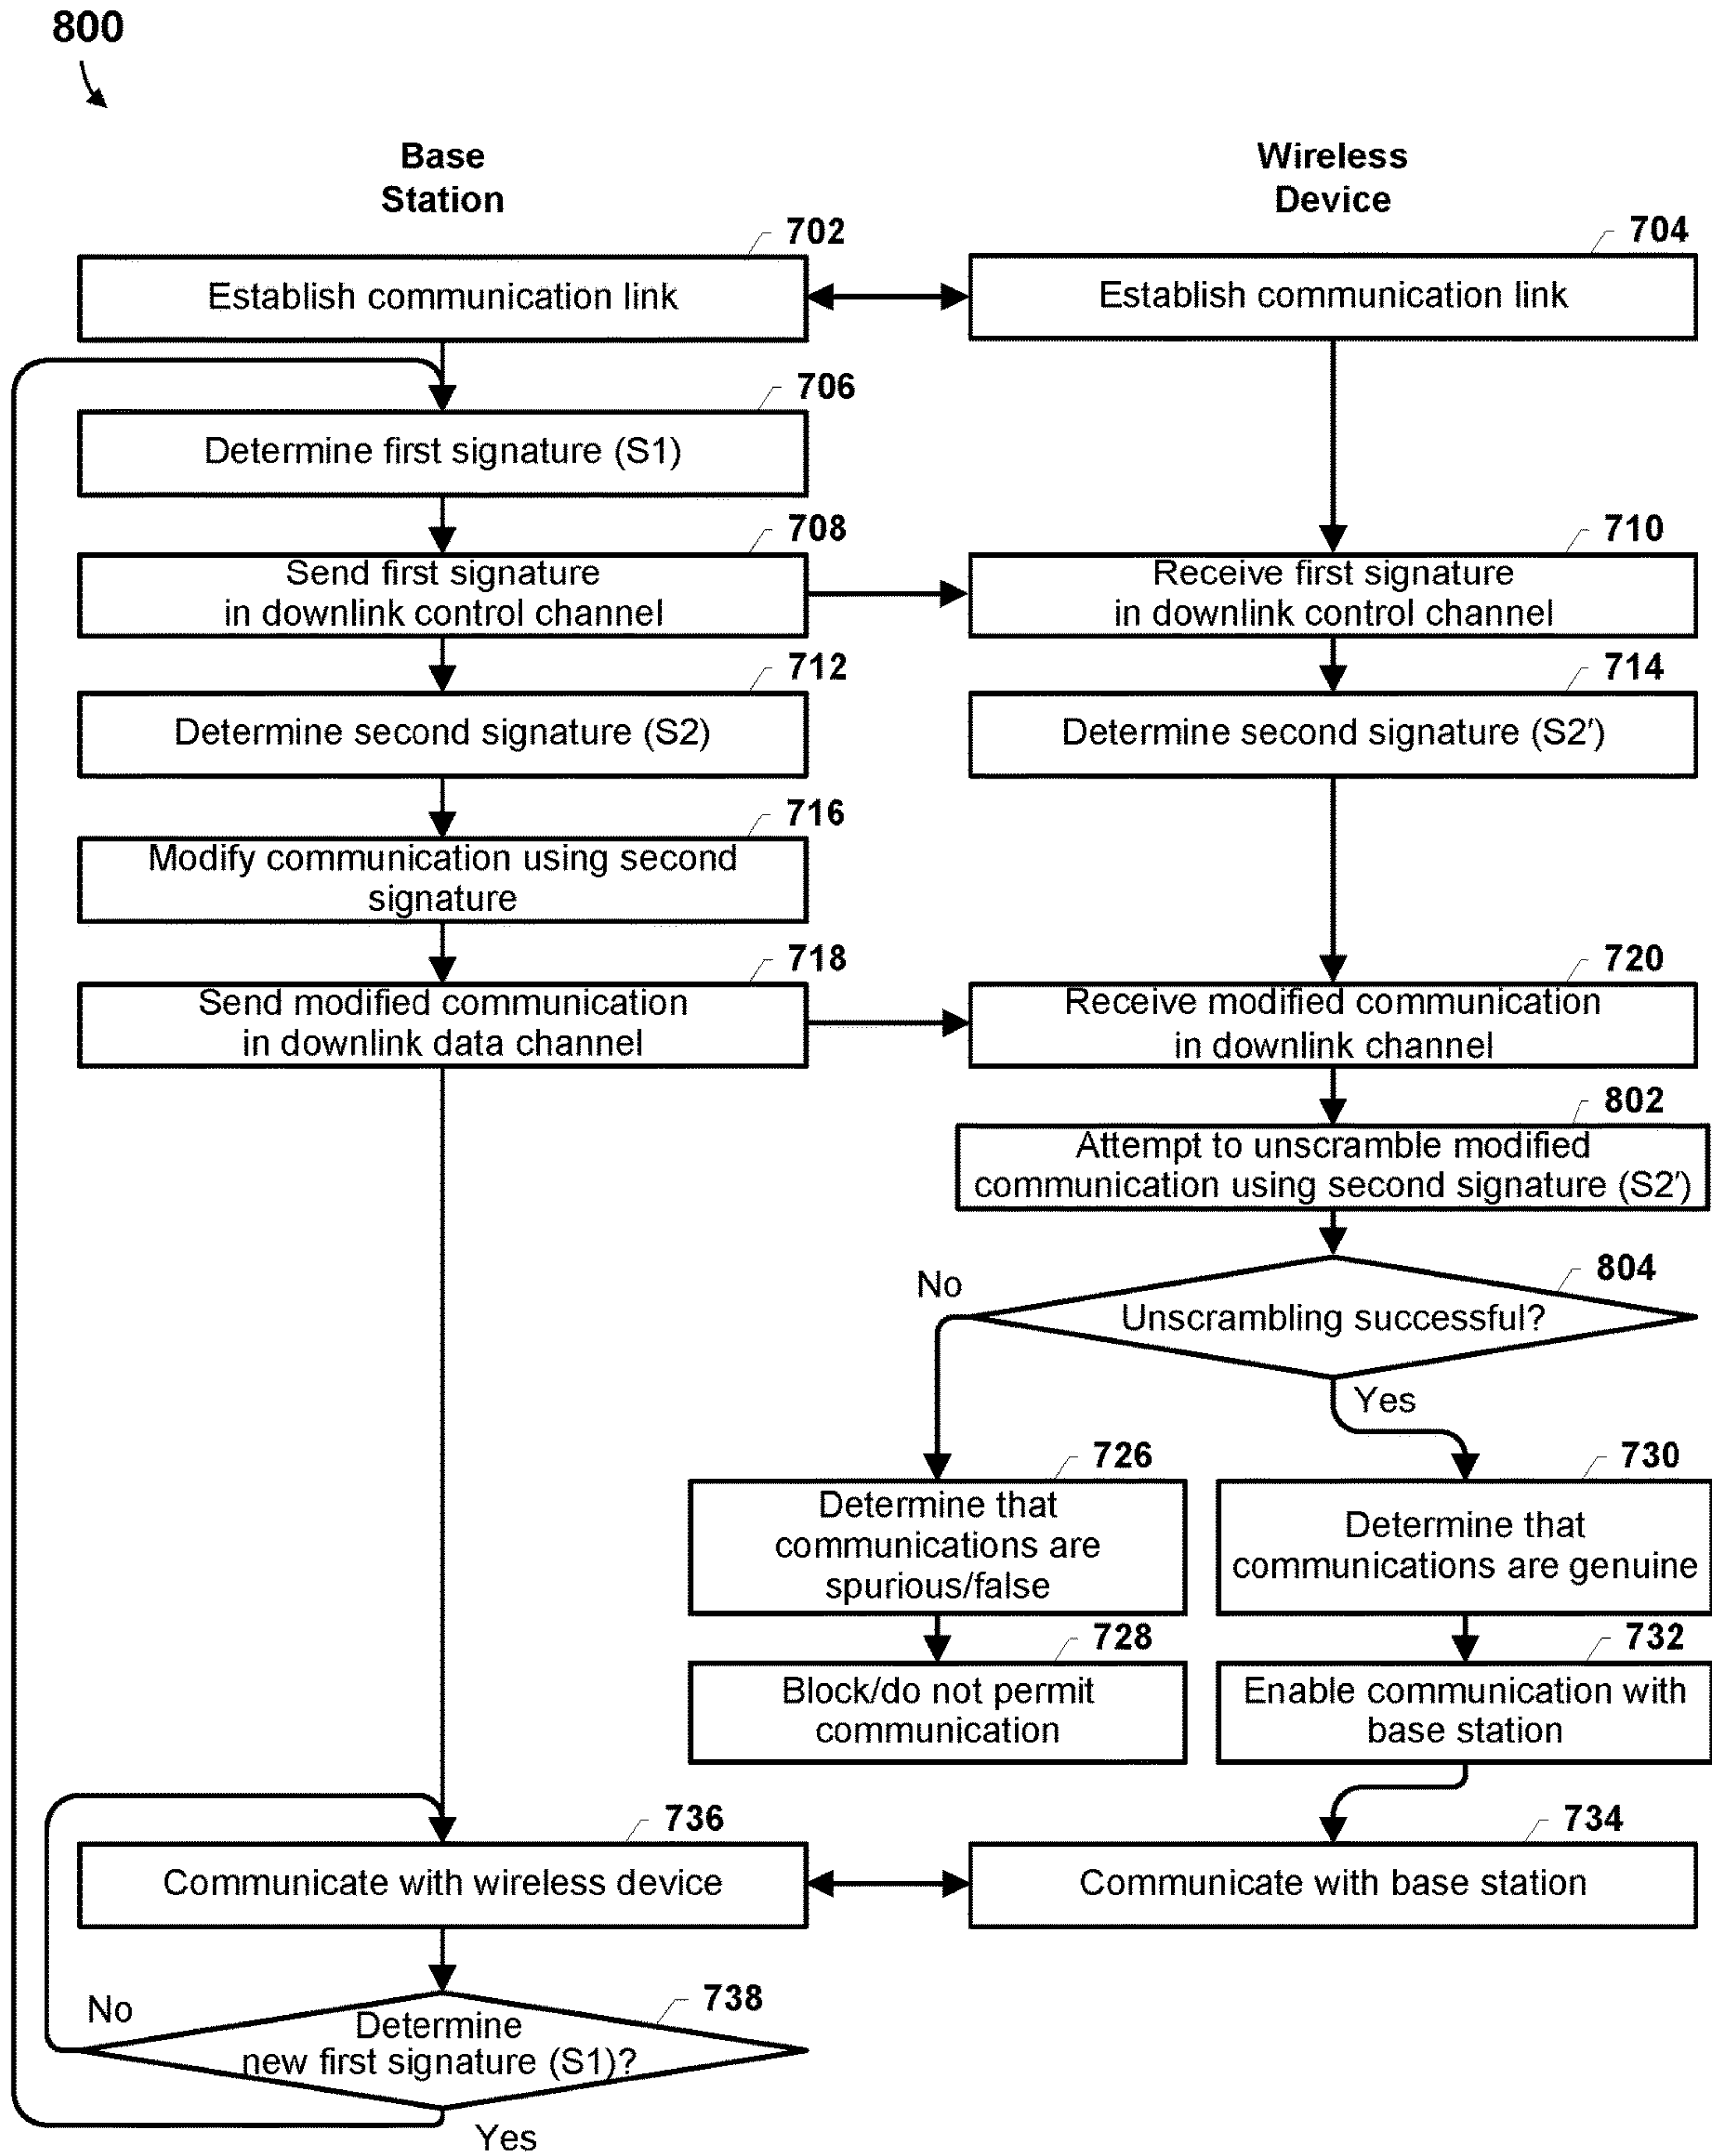 800
Base
Station
Wireless
Device
702
Establish communication link
704
Establish communication link
706
Determine first signature (S1)
708
Send first signature
in downlink control channel
710
Receive first signature
in downlink control channel
712
Determine second signature (S2)
714
Determine second signature (S2′)
716
Modify communication using second
signature
718
Send modified communication
in downlink data channel
720
Receive modified communication
in downlink channel
802
Attempt to unscramble modified
communication using second signature (S2′)
804
Unscrambling successful?
No
Yes
726
Determine that
communications are
spurious/false
730
Determine that
communications are genuine
728
Block/do not permit
communication
732
Enable communication with
base station
736
Communicate with wireless device
734
Communicate with base station
738
Determine
new first signature (S1)?
No
Yes